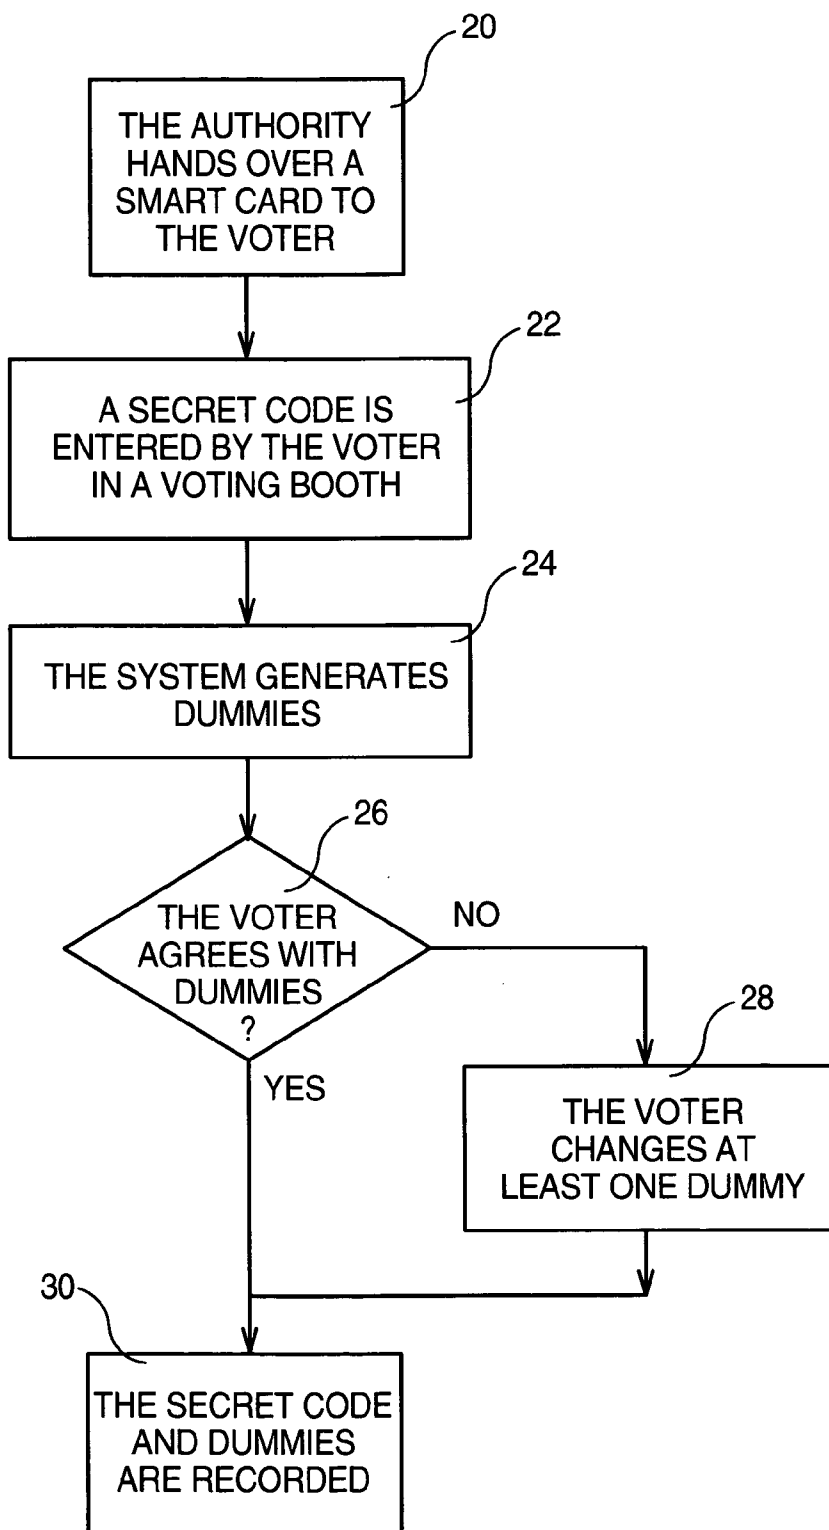 20
THE AUTHORITY
HANDS OVER A
SMART CARD TO
THE VOTER
22
A SECRET CODE IS
ENTERED BY THE VOTER
IN A VOTING BOOTH
24
THE SYSTEM GENERATES
DUMMIES
26
THE VOTER
AGREES WITH
DUMMIES
?
NO
YES
28
THE VOTER
CHANGES AT
LEAST ONE DUMMY
30
THE SECRET CODE
AND DUMMIES
ARE RECORDED